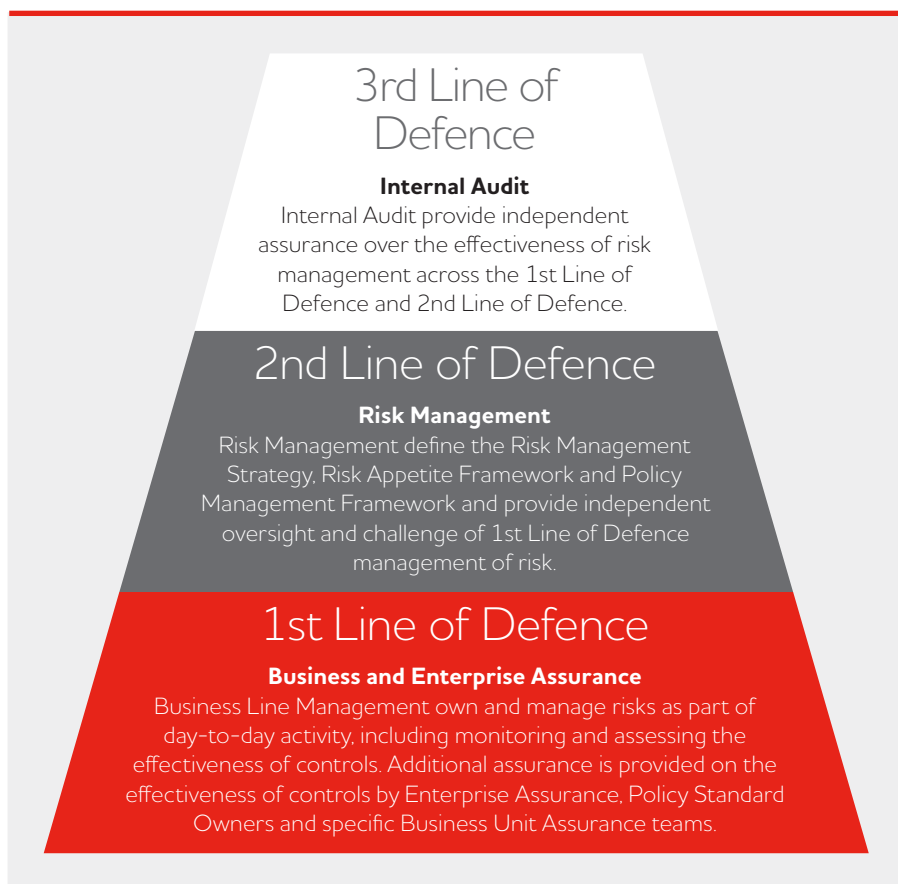 3rd Line of
Defence
Internal Audit
Internal Audit provide independent
assurance over the effectiveness of risk
management across the 1st Line of
Defence and 2nd Line of Defence.
2nd Line of Defence
Risk Management
Risk Management define the Risk Management
Strategy, Risk Appetite Framework and Policy
Management Framework and provide independent
oversight and challenge of 1st Line of Defence
management of risk.
1st Line of Defence
Business and Enterprise Assurance
Business Line Management own and manage risks as part of
day-to-day activity, including monitoring and assessing the
effectiveness of controls. Additional assurance is provided on the
effectiveness of controls by Enterprise Assurance, Policy Standard
Owners and specific Business Unit Assurance teams.